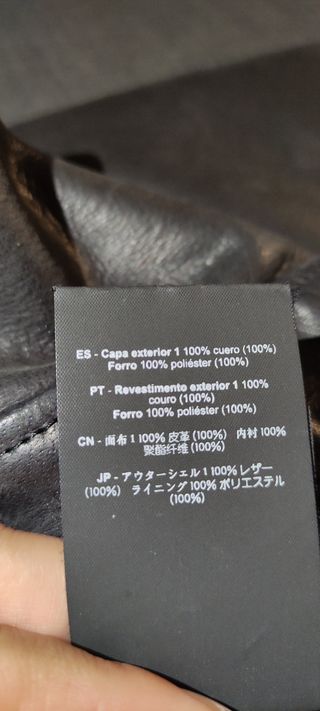 ES - Capa exterior 1 100% cuero (100%)
Forro 100% poliéster (100%)
PT - Revestimento exterior 1 100%
couro (100%)
Forro 100% poliéster (100%)
CN - 面布 1 100% 皮革 (100%) 内衬 100%
聚酯纤维 (100%)
JP - アウターシェル 1 100% レザー
(100%) ライニング 100% ポリエステル
(100%)